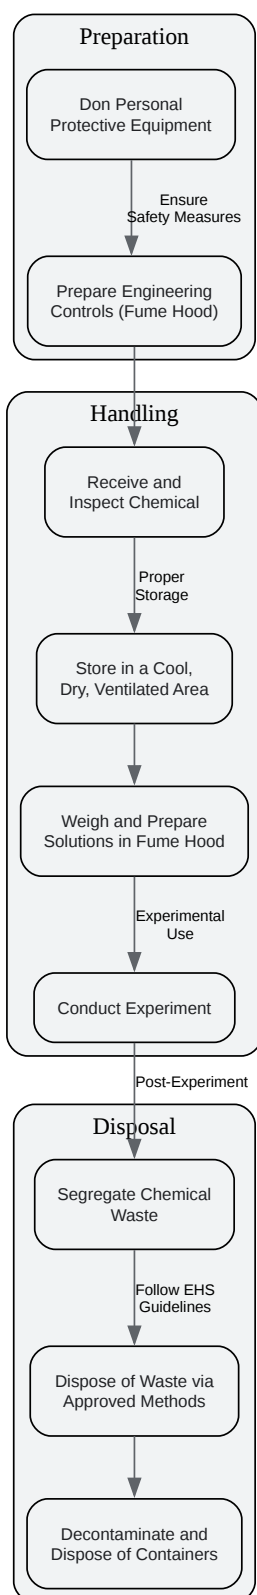 Preparation
Don Personal
Protective Equipment
Ensure
Safety Measures
Prepare Engineering
Controls (Fume Hood)
Handling
Receive and
Inspect Chemical
Proper
Storage
Store in a Cool,
Dry, Ventilated Area
Weigh and Prepare
Solutions in Fume Hood
Experimental
Use
Conduct Experiment
Post-Experiment
Disposal
Segregate Chemical
Waste
Follow EHS
Guidelines
Dispose of Waste via
Approved Methods
Decontaminate and
Dispose of Containers